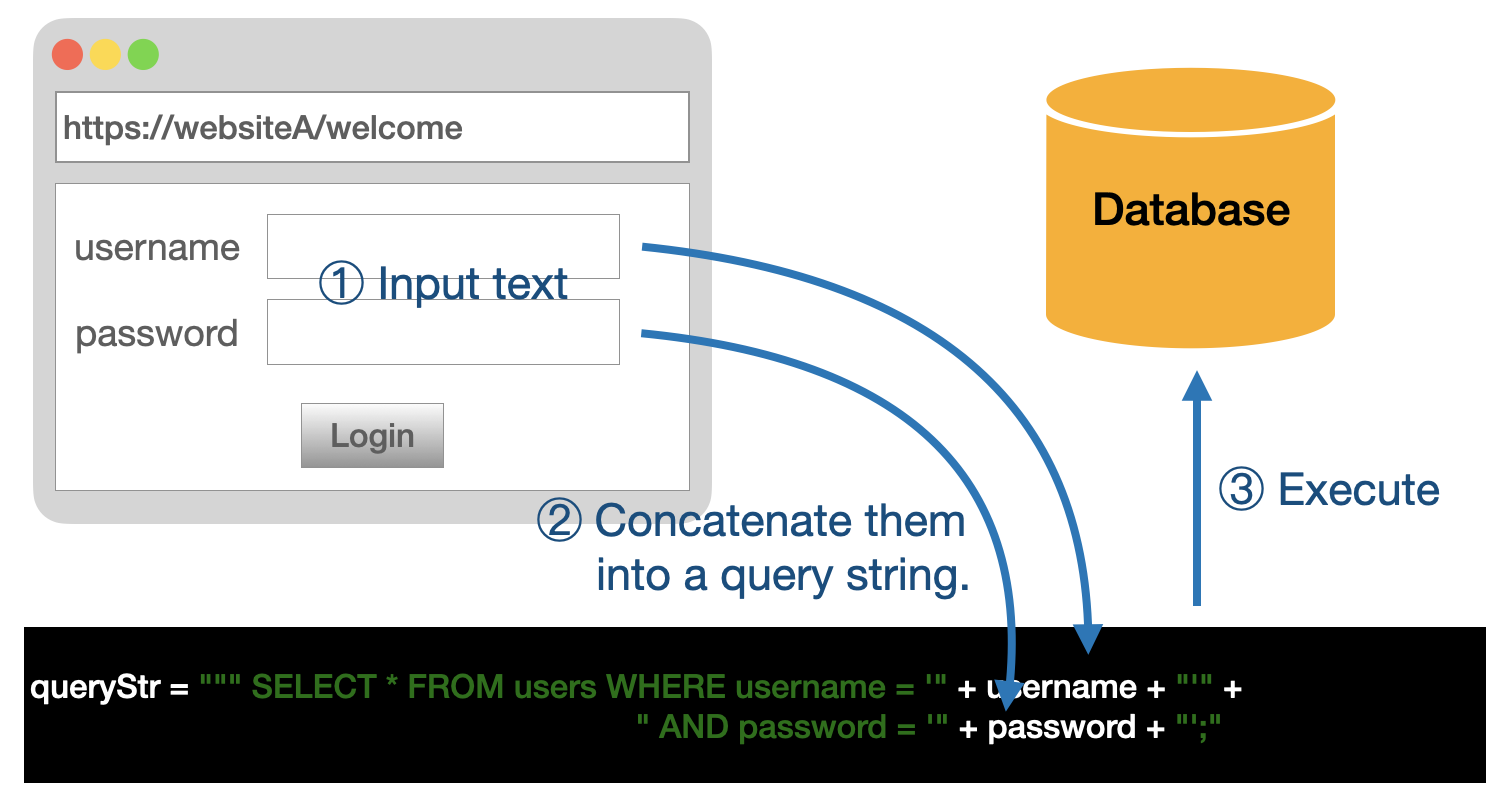 https://websiteA/welcome
username
① Input text
password
Login
Database
② Concatenate them
into a query string.
③ Execute
queryStr = """ SELECT * FROM users WHERE username = '" + username + "'" +
" AND password = '" + password + "';"